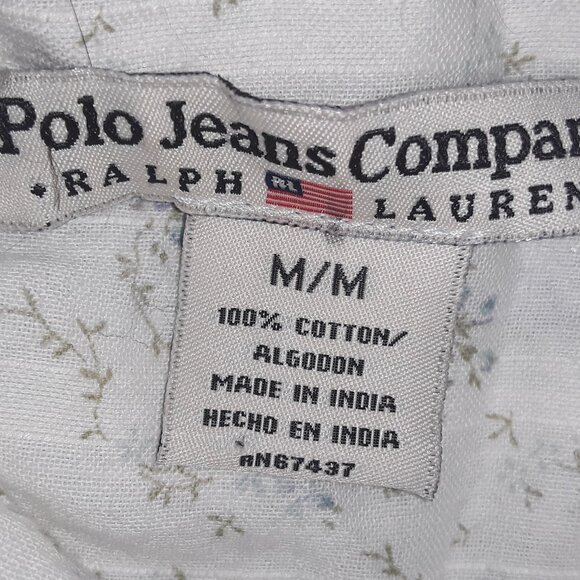 Polo Jeans Compan
RALPH RL LAUREN
M/M
100% COTTON/
ALGODON
MADE IN INDIA
HECHO EN INDIA
RN67437